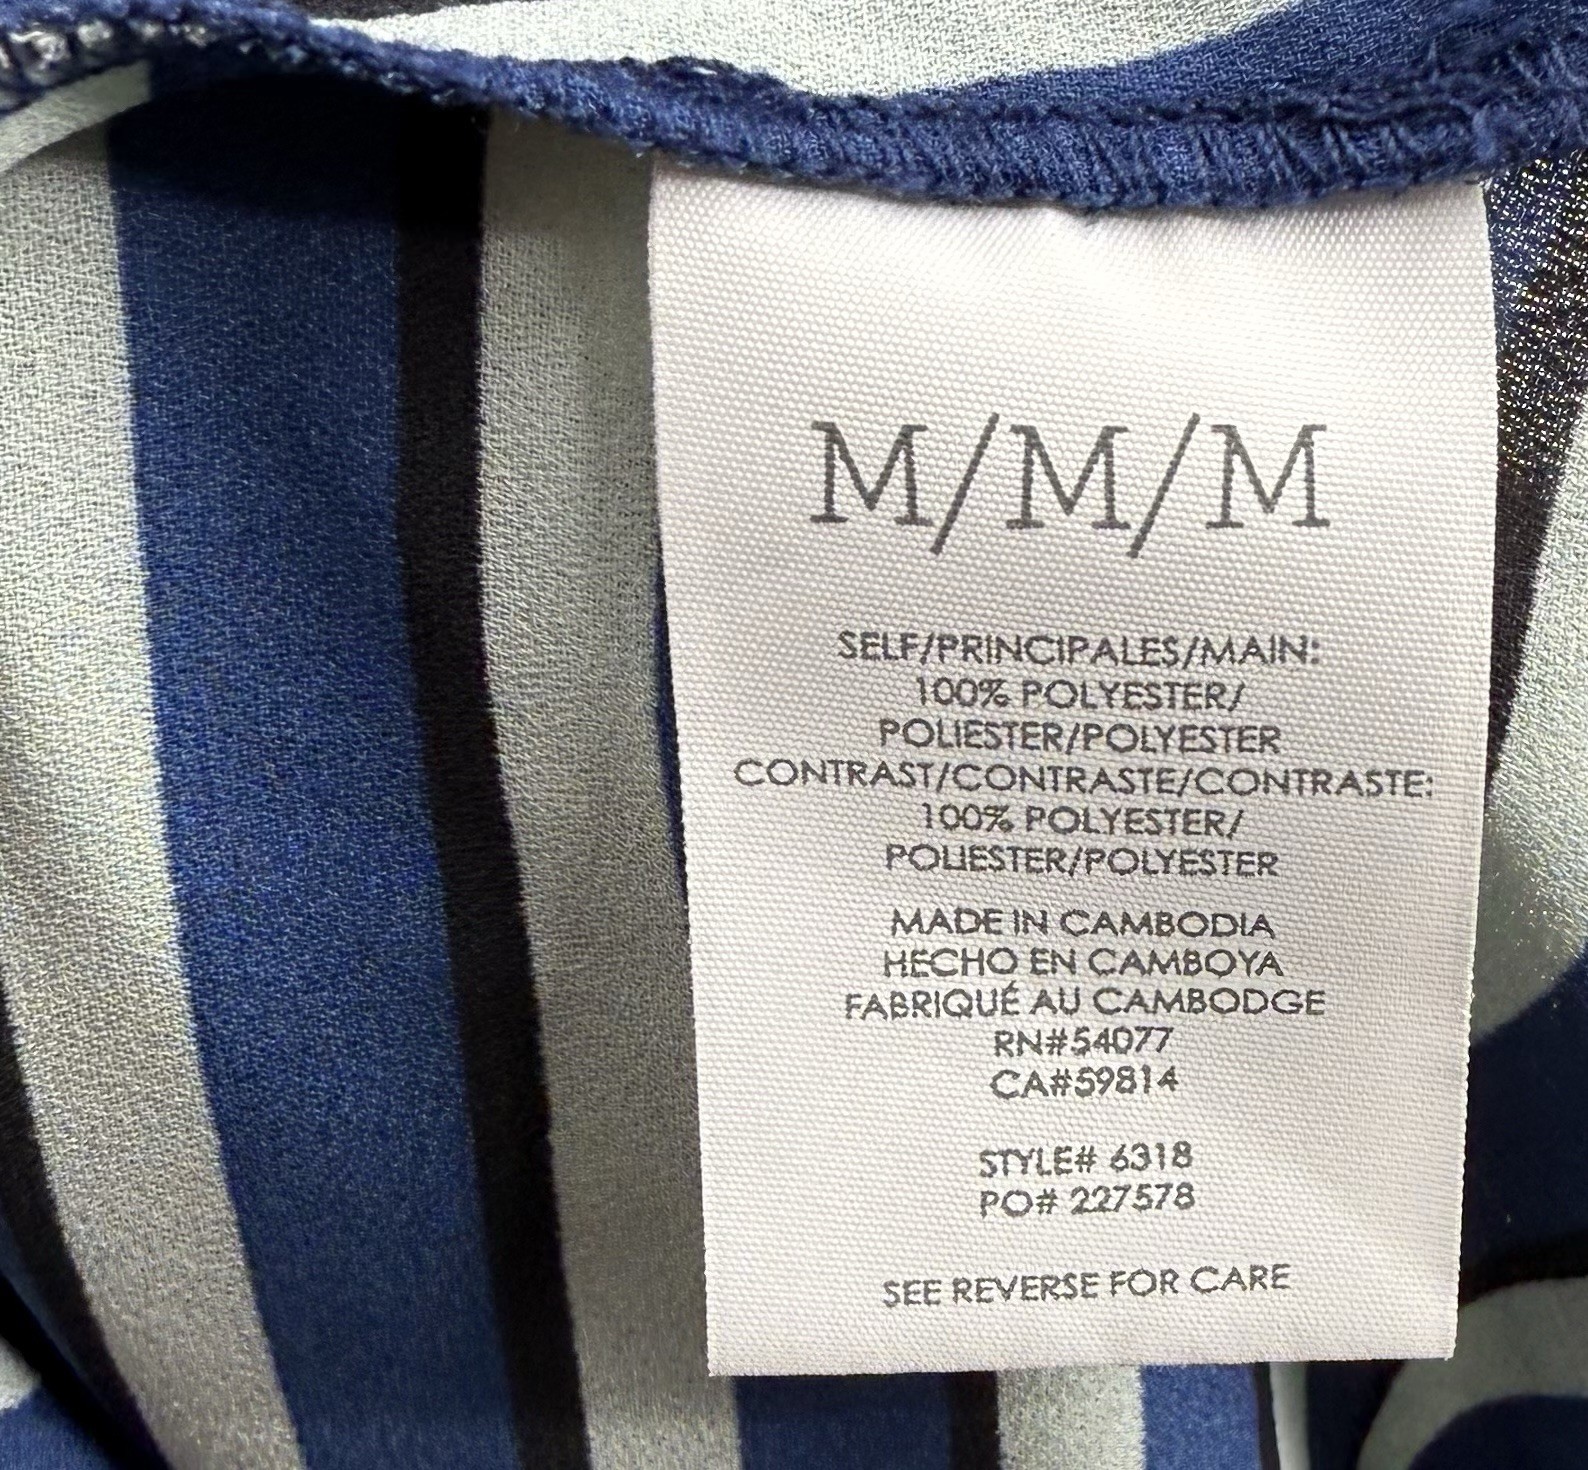 M/M/M
SELF/PRINCIPALES/MAIN:
100% POLYESTER/
POLIESTER/POLYESTER
CONTRAST/CONTRASTE/CONTRASTE:
100% POLYESTER/
POLIESTER/POLYESTER
MADE IN CAMBODIA
HECHO EN CAMBOYA
FABRIQUÉ AU CAMBODGE
RN#54077
CA#59814
STYLE# 6318
PO# 227578
SEE REVERSE FOR CARE